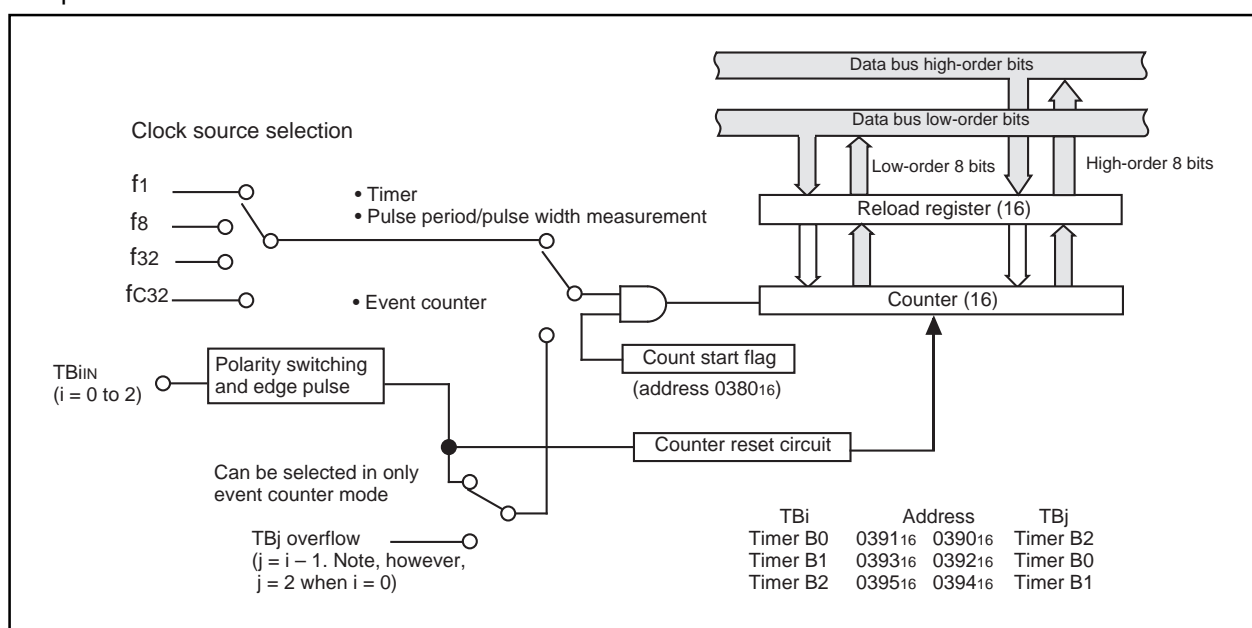 Data bus high-order bits
Data bus low-order bits
Clock source selection
Low-order 8 bits
High-order 8 bits
f1
f8
f32
fC32
• Timer
• Pulse period/pulse width measurement
Reload register (16)
• Event counter
Counter (16)
TBiIN
(i = 0 to 2)
Polarity switching
and edge pulse
Count start flag
(address 038016)
Counter reset circuit
Can be selected in only
event counter mode
TBj overflow
(j = i – 1. Note, however,
j = 2 when i = 0)
TBi Address TBj
Timer B0 039116 039016 Timer B2
Timer B1 039316 039216 Timer B0
Timer B2 039516 039416 Timer B1